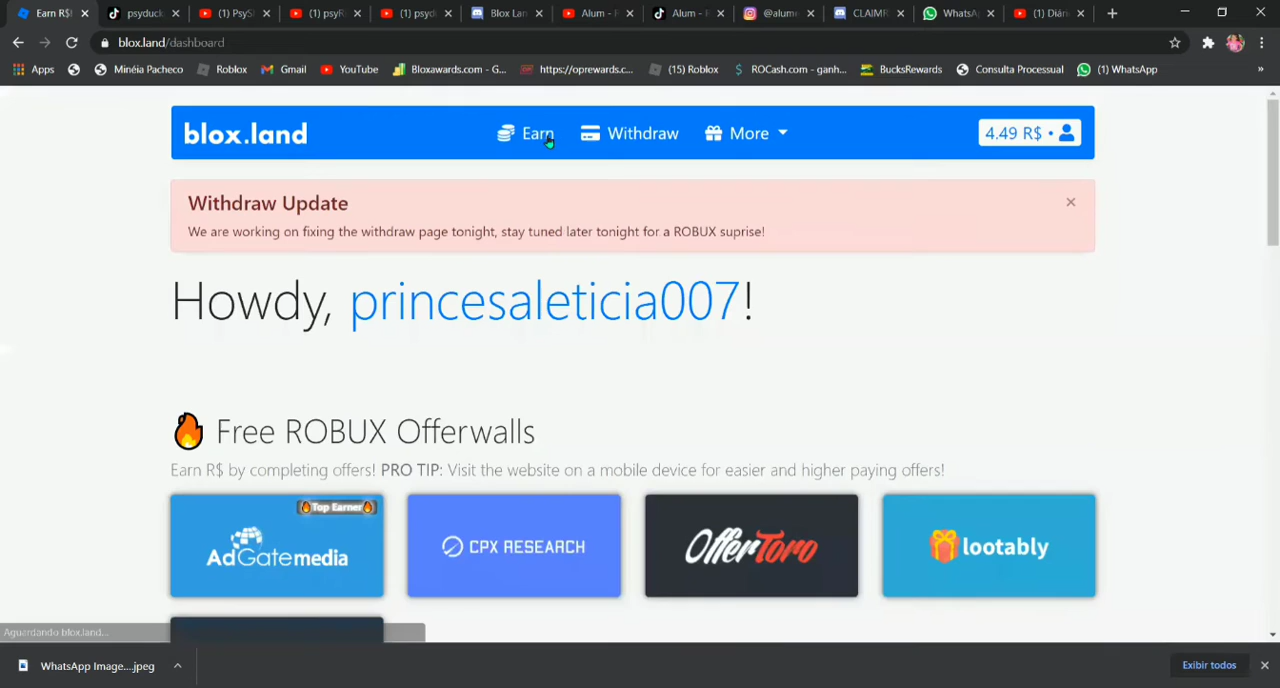 Earn R$
psyduck
(1) PsyS
(1) psyR
(1) psyd
Blox Lan
Alum - F
Alum - F
@alume
CLAIMR
WhatsA
(1) Diári
blox.land/dashboard
Apps
Minéia Pacheco
Roblox
Gmail
YouTube
Bloxawards.com - G...
https://oprewards.c...
(15) Roblox
ROCash.com - ganh...
BucksRewards
Consulta Processual
(1) WhatsApp
»
blox.land
Earn
Withdraw
More
4.49 R$ •
Withdraw Update
We are working on fixing the withdraw page tonight, stay tuned later tonight for a ROBUX suprise!
Howdy, princesaleticia007!
Free ROBUX Offerwalls
Earn R$ by completing offers! PRO TIP: Visit the website on a mobile device for easier and higher paying offers!
Top Earner
AdGatemedia
CPX RESEARCH
OfferToro
lootably
Aguardando blox.land...
WhatsApp Image....jpeg
Exibir todos